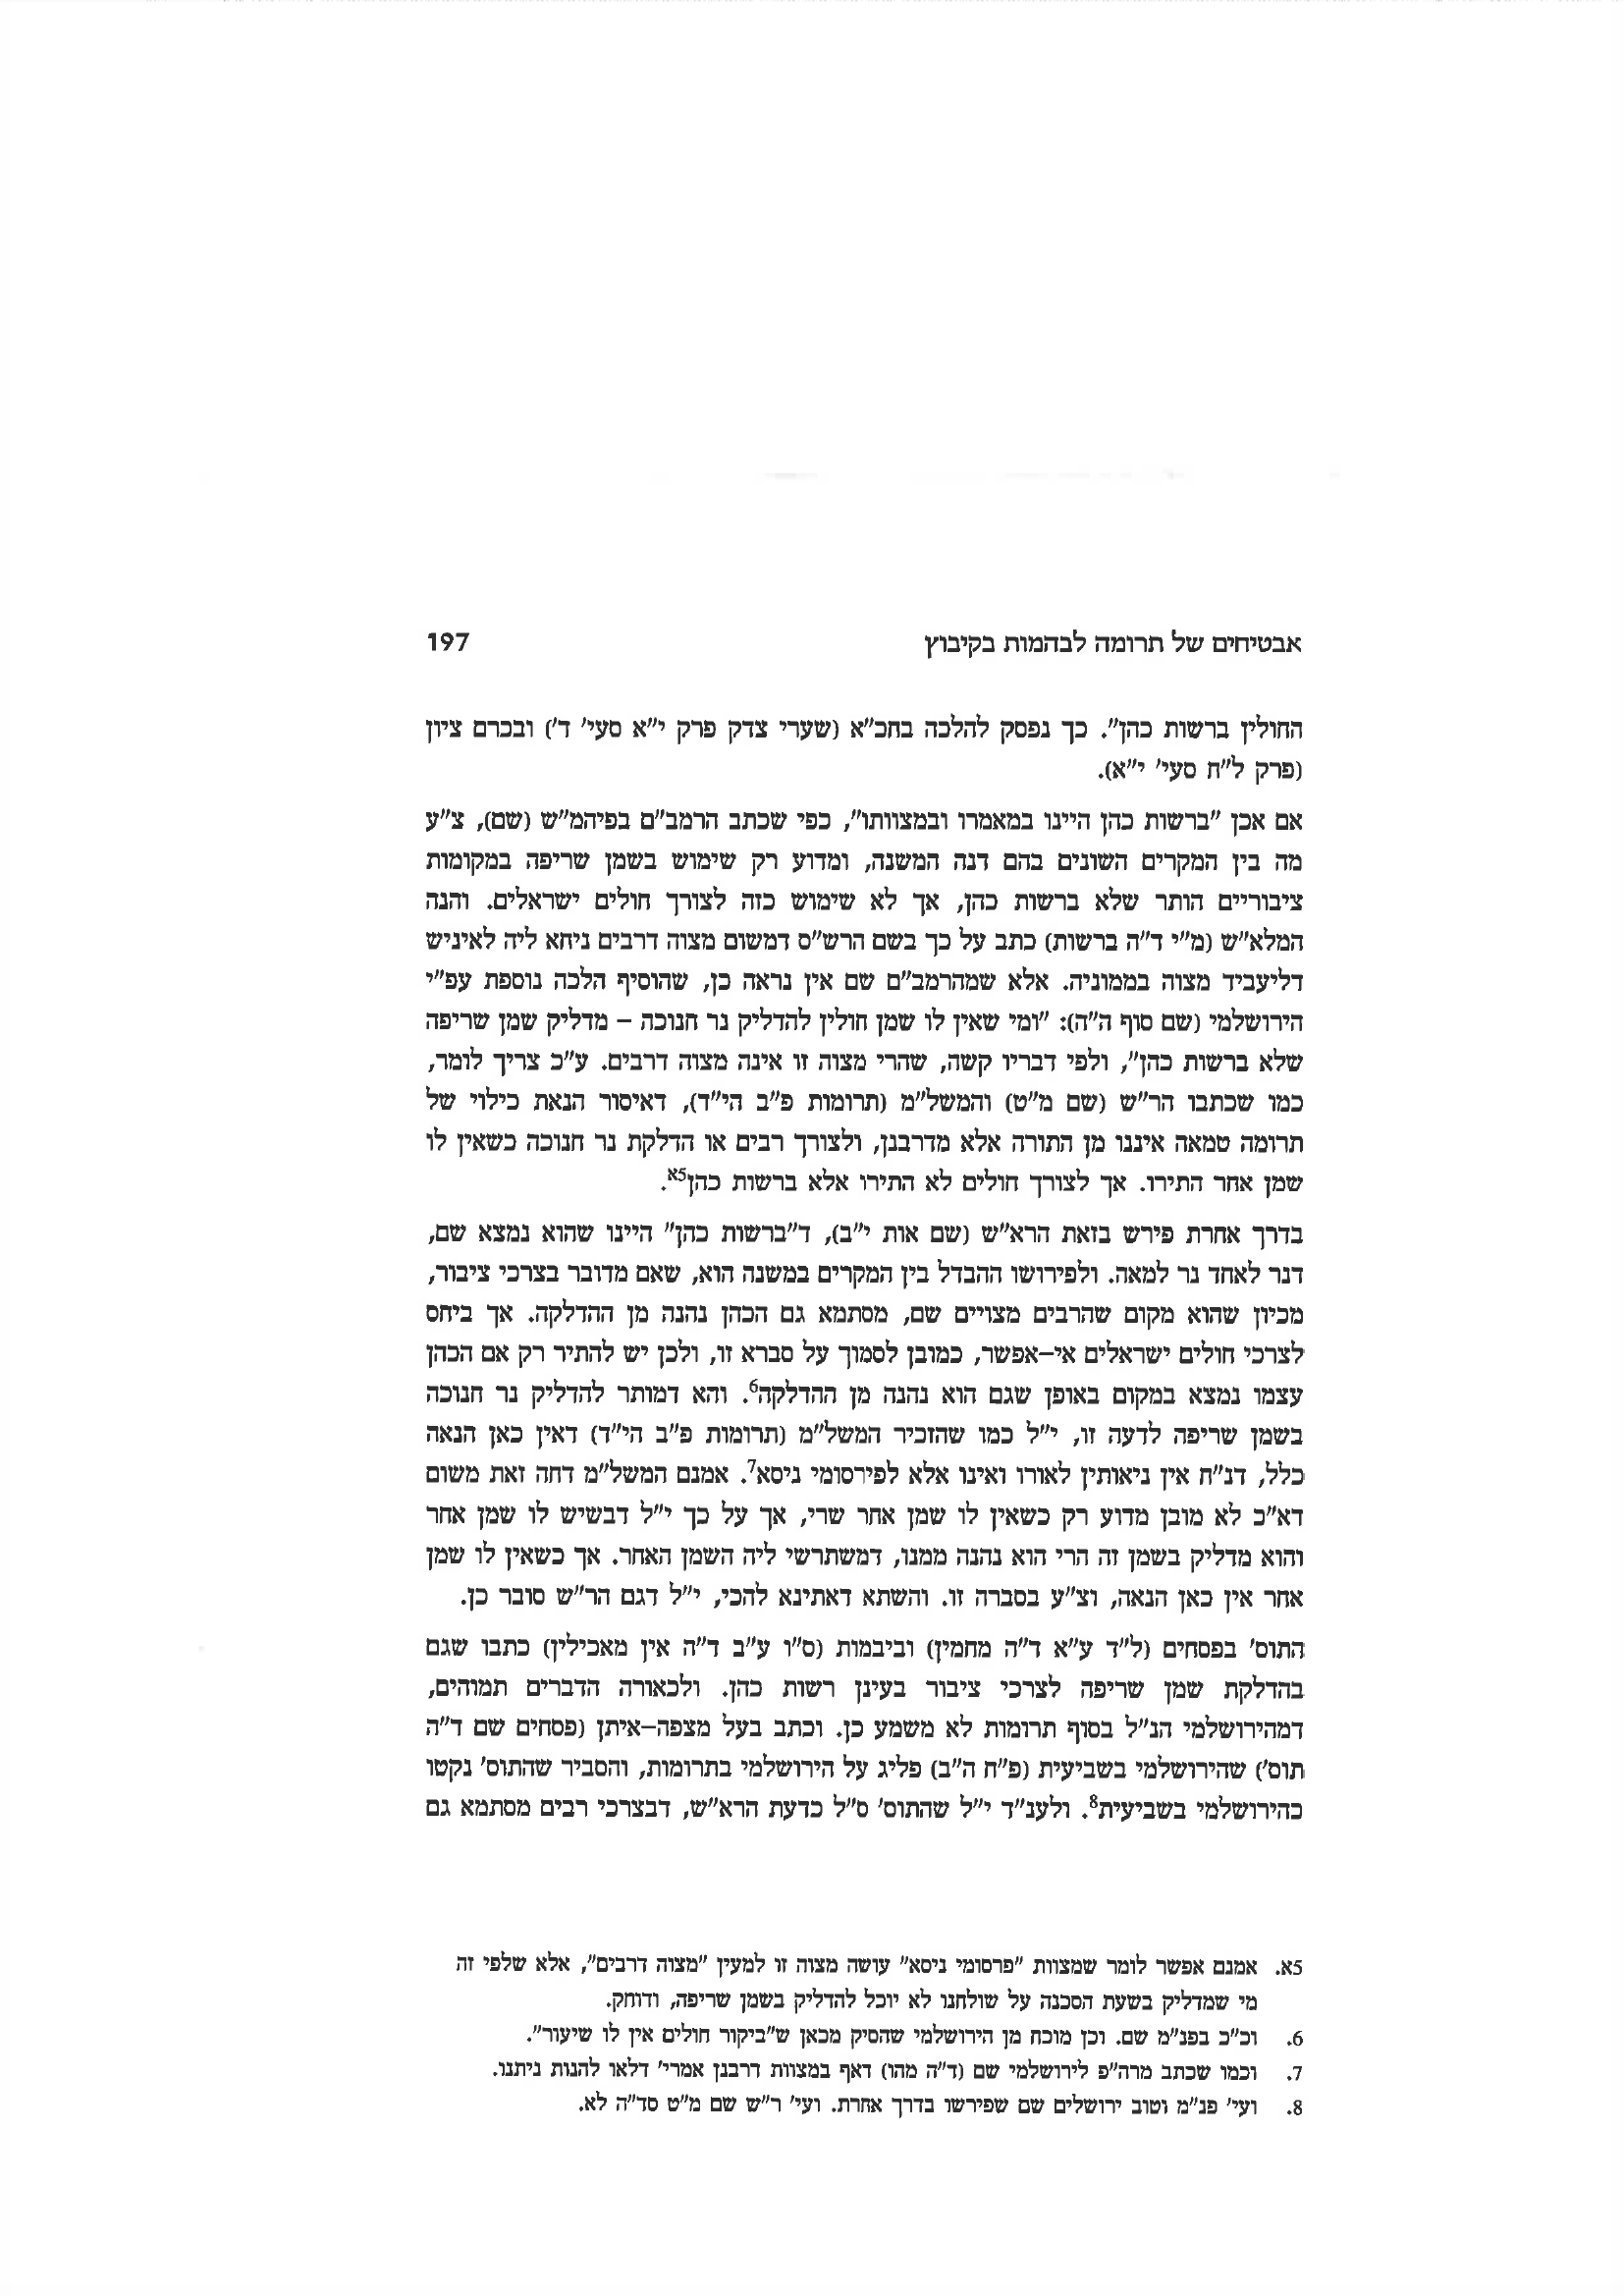 אבטיחים של תרומה לבהמות בקיבוץ 197
החולין ברשות כהן". כך נפסק להלכה בחכ"א (שערי צדק פרק י"א סעי' ד') ובכרם ציון
(פרק ל"ח סעי' י"א).
אם אכן "ברשות כהן היינו במאמרו ובמצוותו", כפי שכתב הרמב"ם בפיהמ"ש (שם), צ"ע
מה בין המקרים השונים בהם דנה המשנה, ומדוע רק שימוש בשמן שריפה במקומות
ציבוריים הותר שלא ברשות כהן, אך לא שימוש כזה לצורך חולים ישראלים. והנה
המלא"ש (מ"י ד"ה ברשות) כתב על כך בשם הרש"ס דמשום מצוה דרבים ניחא ליה לאיניש
דליעביד מצוה בממוניה. אלא שמהרמב"ם שם אין נראה כן, שהוסיף הלכה נוספת עפ"י
הירושלמי (שם סוף ה"ה): "ומי שאין לו שמן חולין להדליק נר חנוכה – מדליק שמן שריפה
שלא ברשות כהן", ולפי דבריו קשה, שהרי מצוה זו אינה מצוה דרבים. ע"כ צריך לומר,
כמו שכתבו הר"ש (שם מ"ט) והמשל"מ (תרומות פ"ב הי"ד), דאיסור הנאת כילוי של
תרומה טמאה איננו מן התורה אלא מדרבנן, ולצורך רבים או הדלקת נר חנוכה כשאין לו
שמן אחר התירו. אך לצורך חולים לא התירו אלא ברשות כהן5א.
בדרך אחרת פירש בזאת הרא"ש (שם אות י"ב), ד"ברשות כהן" היינו שהוא נמצא שם,
דנר לאחד נר למאה. ולפירושו ההבדל בין המקרים במשנה הוא, שאם מדובר בצרכי ציבור,
מכיון שהוא מקום שהרבים מצויים שם, מסתמא גם הכהן נהנה מן ההדלקה. אך ביחס
לצרכי חולים ישראלים אי–אפשר, כמובן לסמוך על סברא זו, ולכן יש להתיר רק אם הכהן
עצמו נמצא במקום באופן שגם הוא נהנה מן ההדלקה6. והא דמותר להדליק נר חנוכה
בשמן שריפה לדעה זו, י"ל כמו שהזכיר המשל"מ (תרומות פ"ב הי"ד) דאין כאן הנאה
כלל, דנ"ח אין ניאותין לאורו ואינו אלא לפירסומי ניסא7. אמנם המשל"מ דחה זאת משום
דא"כ לא מובן מדוע רק כשאין לו שמן אחר שרי, אך על כך י"ל דבשיש לו שמן אחר
והוא מדליק בשמן זה הרי הוא נהנה ממנו, דמשתרשי ליה השמן האחר. אך כשאין לו שמן
אחר אין כאן הנאה, וצ"ע בסברה זו. והשתא דאתינא להכי, י"ל דגם הר"ש סובר כן.
התוס' בפסחים (ל"ד ע"א ד"ה מחמין) וביבמות (ס"ו ע"ב ד"ה אין מאכילין) כתבו שגם
בהדלקת שמן שריפה לצרכי ציבור בעינן רשות כהן. ולכאורה הדברים תמוהים,
דמהירושלמי הנ"ל בסוף תרומות לא משמע כן. וכתב בעל מצפה–איתן (פסחים שם ד"ה
תוס') שהירושלמי בשביעית (פ"ח ה"ב) פליג על הירושלמי בתרומות, והסביר שהתוס' נקטו
כהירושלמי בשביעית8. ולענ"ד י"ל שהתוס' ס"ל כדעת הרא"ש, דבצרכי רבים מסתמא גם
5א. אמנם אפשר לומר שמצוות "פרסומי ניסא" עושה מצוה זו למעין "מצוה דרבים", אלא שלפי זה
מי שמדליק בשעת הסכנה על שולחנו לא יוכל להדליק בשמן שריפה, ודוחק.
6. וכ"כ בפנ"מ שם. וכן מוכח מן הירושלמי שהסיק מכאן ש"ביקור חולים אין לו שיעור".
7. וכמו שכתב מרה"פ לירושלמי שם (ד"ה מהו) דאף במצוות דרבנן אמרי' דלאו להנות ניתנו.
8. ועי' פנ"מ וטוב ירושלים שם שפירשו בדרך אחרת. ועי' ר"ש שם מ"ט סד"ה לא.